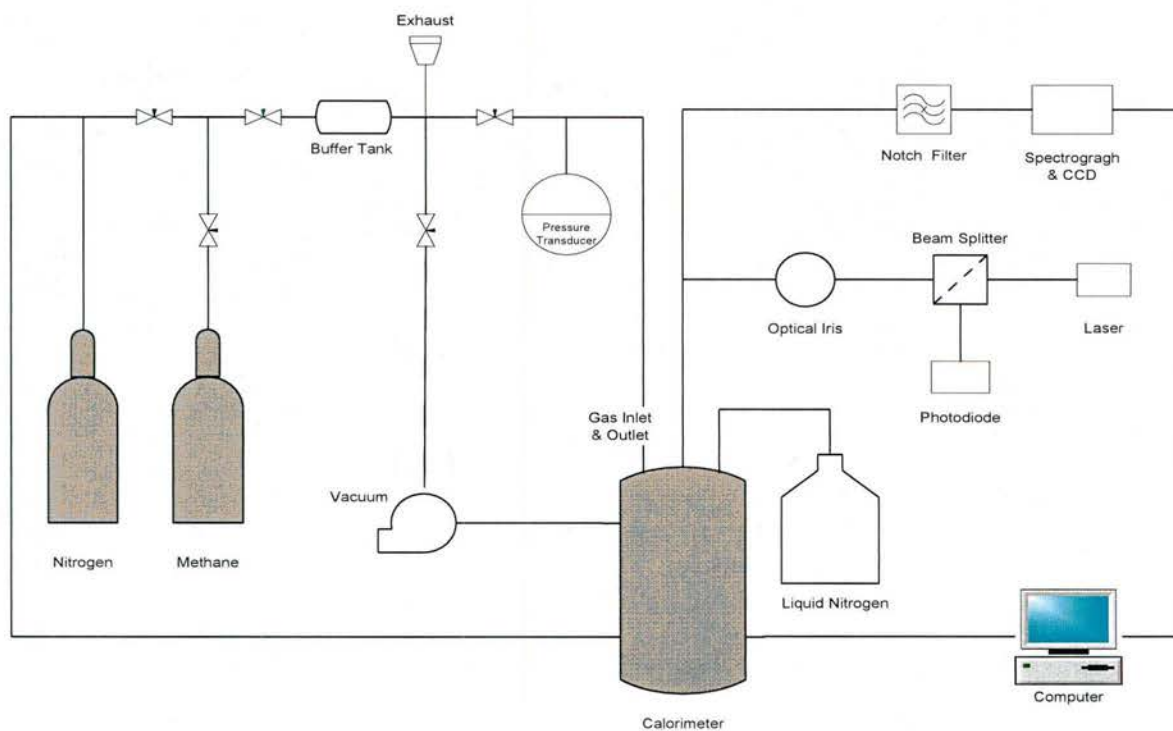 Exhaust
Buffer Tank
Notch Filter
Spectrogragh
& CCD
Pressure
Transducer
Beam Splitter
Optical Iris
Laser
Photodiode
Gas Inlet
& Outlet
Vacuum
Nitrogen
Methane
Liquid Nitrogen
Computer
Calorimeter